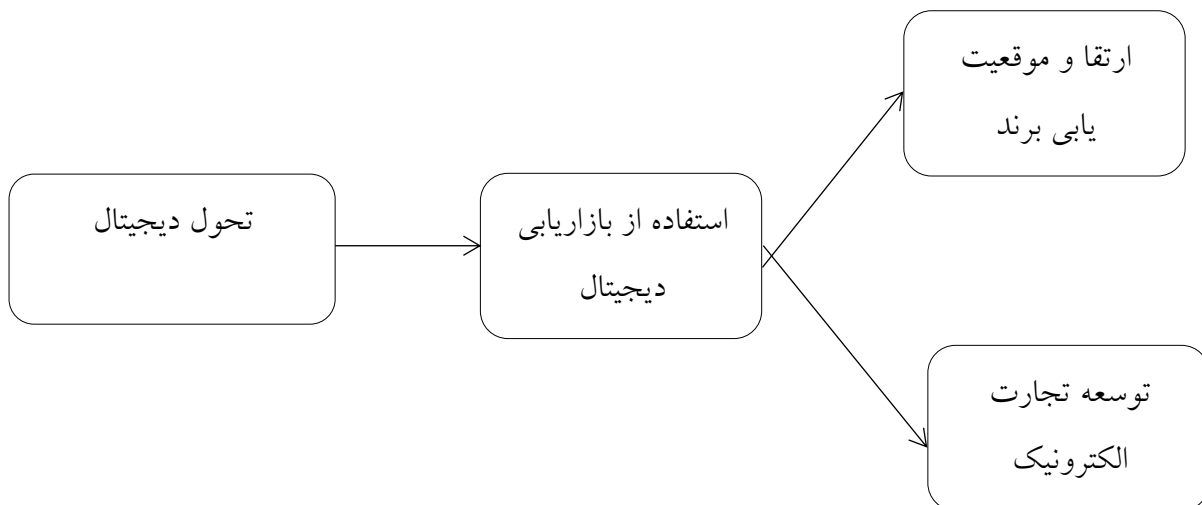 ارتقا و موقعیت
یابی برند
تحول دیجیتال
استفاده از بازاریابی
دیجیتال
توسعه تجارت
الکترونیک